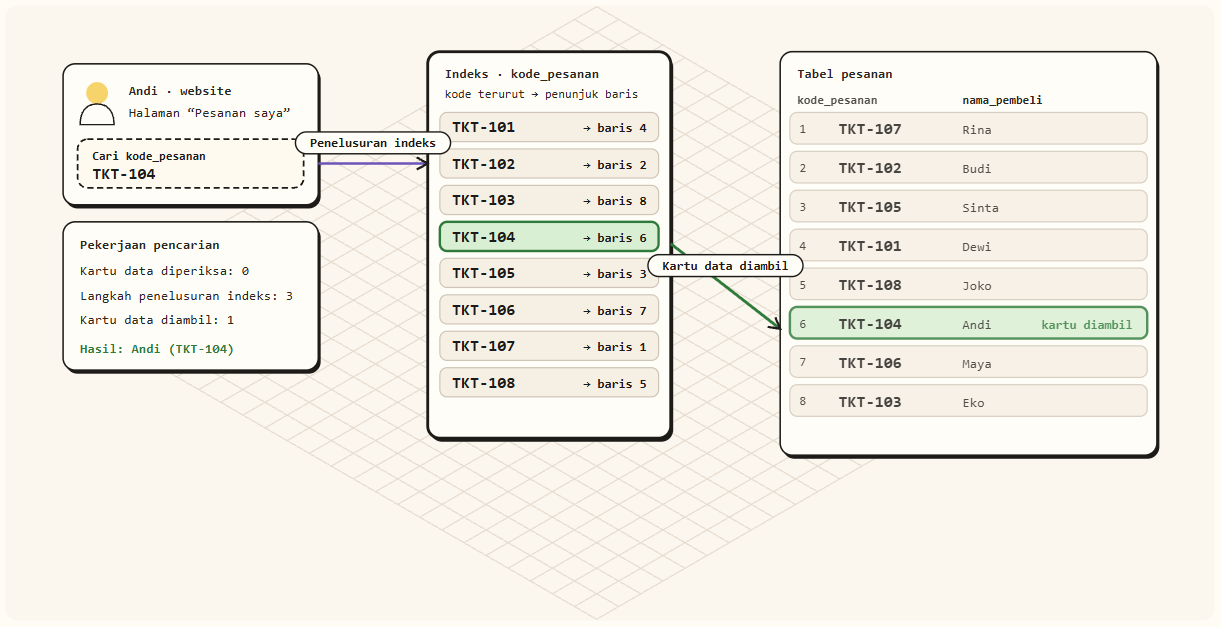 Andi · website
Halaman “Pesanan saya”
Cari kode_pesanan
TKT-104
Penelusuran indeks
Pekerjaan pencarian
Kartu data diperiksa: 0
Langkah penelusuran indeks: 3
Kartu data diambil: 1
Hasil: Andi (TKT-104)
Indeks · kode_pesanan
kode terurut → penunjuk baris
TKT-101 → baris 4
TKT-102 → baris 2
TKT-103 → baris 8
TKT-104 → baris 6
TKT-105 → baris 3
TKT-106 → baris 7
TKT-107 → baris 1
TKT-108 → baris 5
Kartu data diambil
Tabel pesanan
kode_pesanan nama_pembeli
1 TKT-107 Rina
2 TKT-102 Budi
3 TKT-105 Sinta
4 TKT-101 Dewi
5 TKT-108 Joko
6 TKT-104 Andi kartu diambil
7 TKT-106 Maya
8 TKT-103 Eko